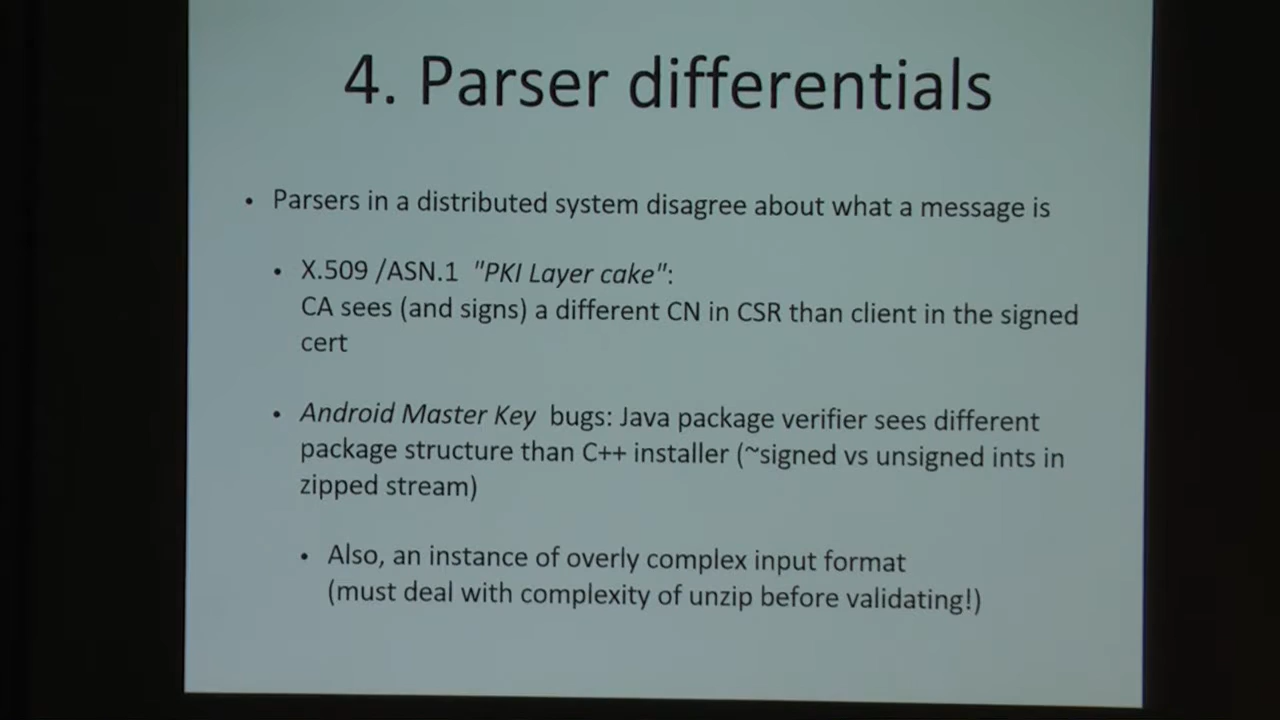 4. Parser differentials
• Parsers in a distributed system disagree about what a message is
• X.509 /ASN.1 "PKI Layer cake":
CA sees (and signs) a different CN in CSR than client in the signed
cert
• Android Master Key bugs: Java package verifier sees different
package structure than C++ installer (~signed vs unsigned ints in
zipped stream)
• Also, an instance of overly complex input format
(must deal with complexity of unzip before validating!)